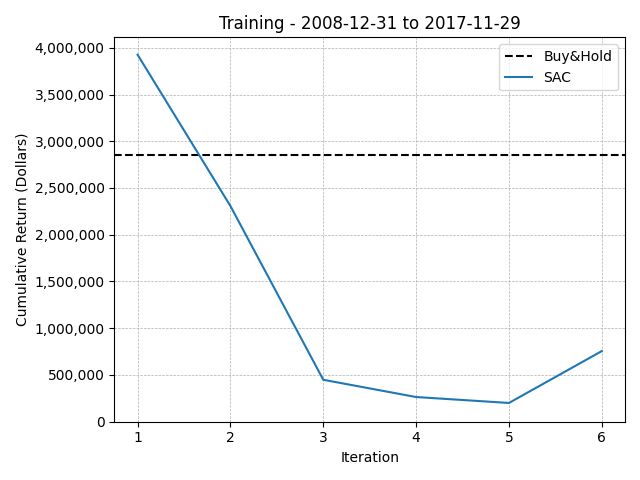 Training - 2008-12-31 to 2017-11-29
Cumulative Return (Dollars)
4,000,000
3,500,000
3,000,000
2,500,000
2,000,000
1,500,000
1,000,000
500,000
0
Buy&Hold
SAC
1 2 3 4 5 6
Iteration